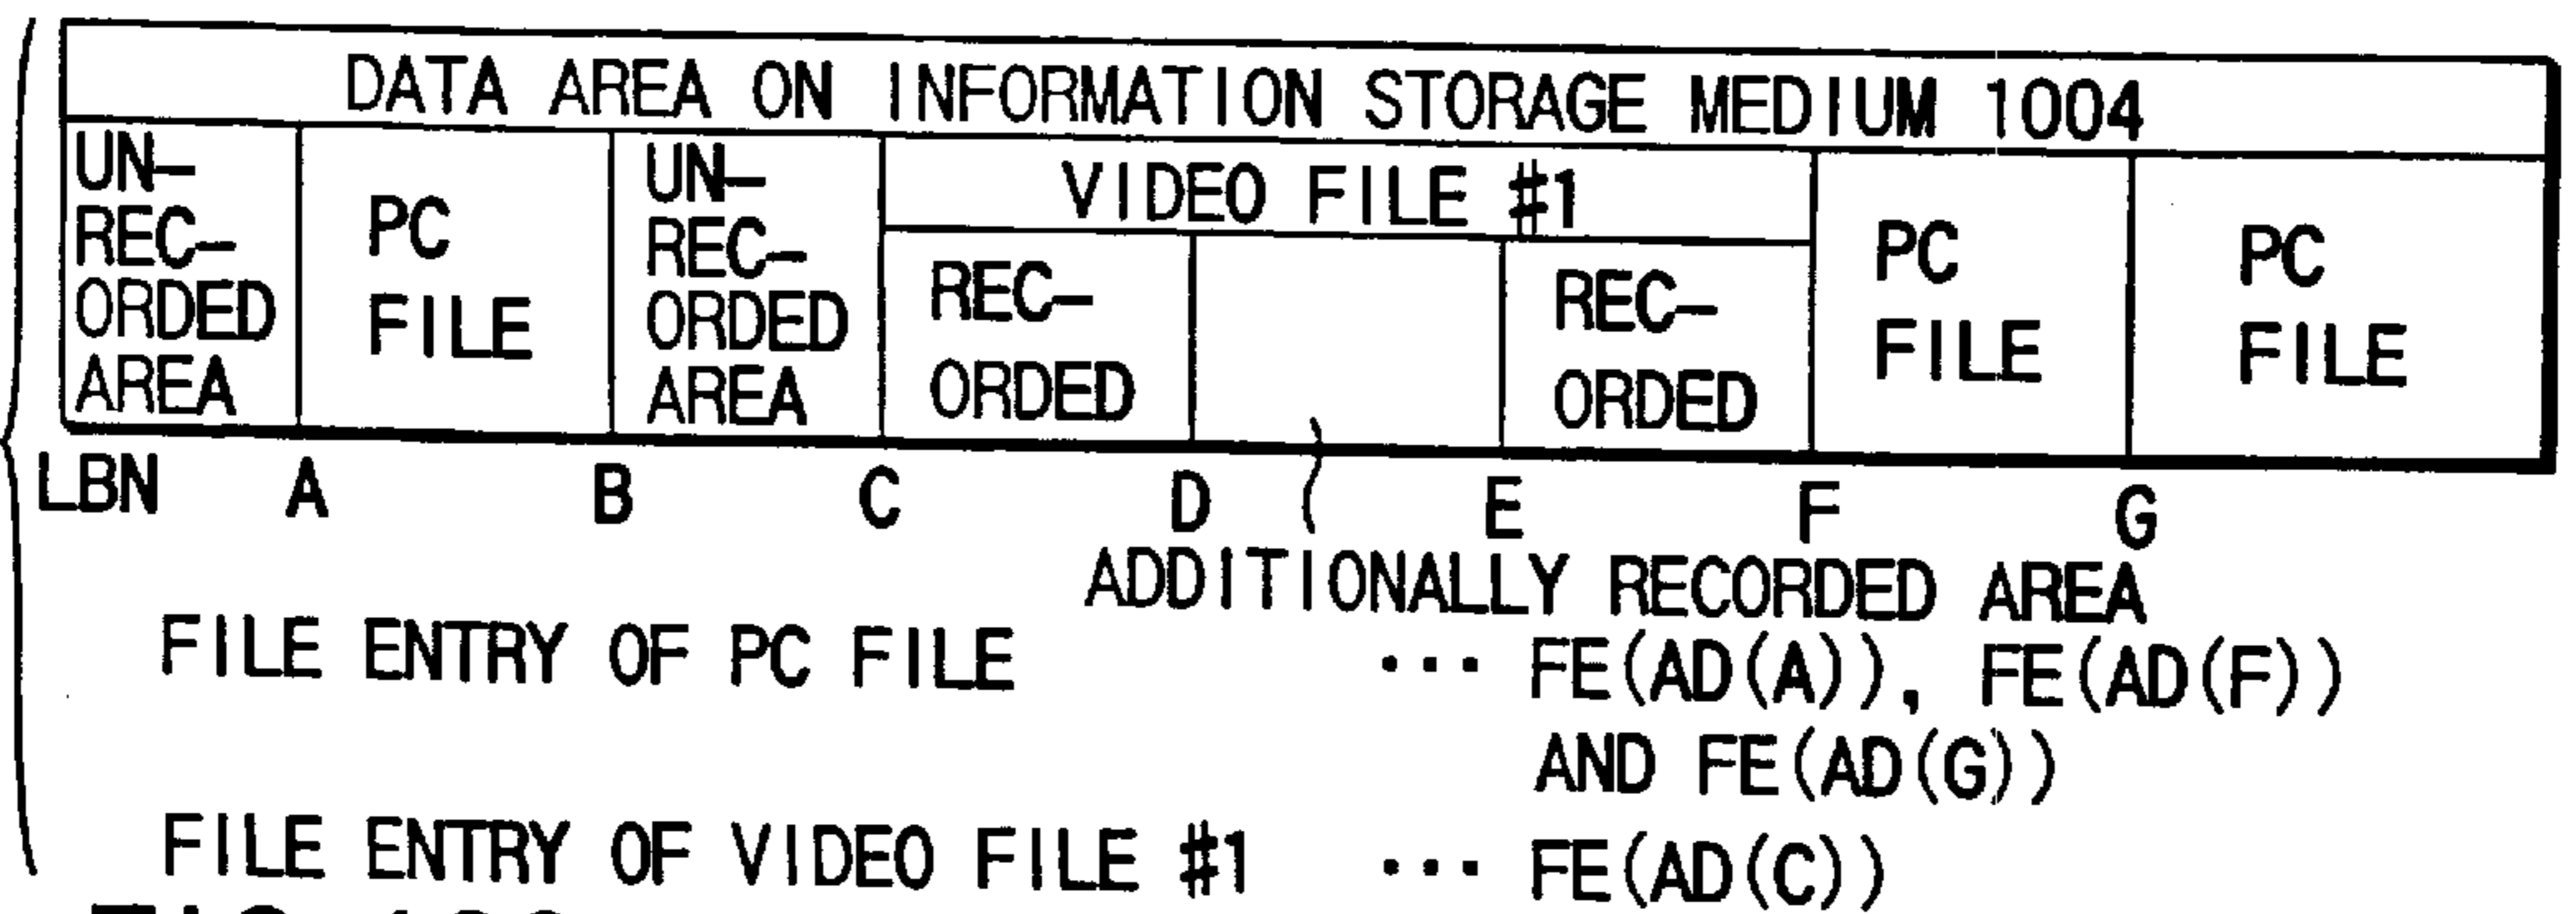 DATA AREA ON INFORMATION STORAGE MEDIUM 1004
UN-
REC-
ORDED
AREA
PC
FILE
UN-
REC-
ORDED
AREA
VIDEO FILE #1
REC-
ORDED
REC-
ORDED
PC
FILE
PC
FILE
LBN A B C D E F G
ADDITIONALLY RECORDED AREA
FILE ENTRY OF PC FILE ··· FE(AD(A)), FE(AD(F))
AND FE(AD(G))
FILE ENTRY OF VIDEO FILE #1 ··· FE(AD(C))